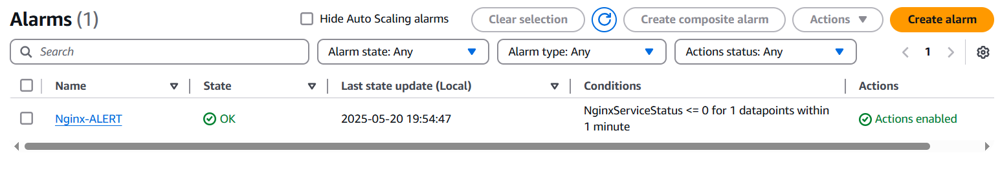 Alarms (1)
Hide Auto Scaling alarms
Clear selection
Create composite alarm
Actions
Create alarm
Search
Alarm state: Any
Alarm type: Any
Actions status: Any
1
Name
State
Last state update (Local)
Conditions
Actions
Nginx-ALERT
OK
2025-05-20 19:54:47
NginxServiceStatus <= 0 for 1 datapoints within
1 minute
Actions enabled